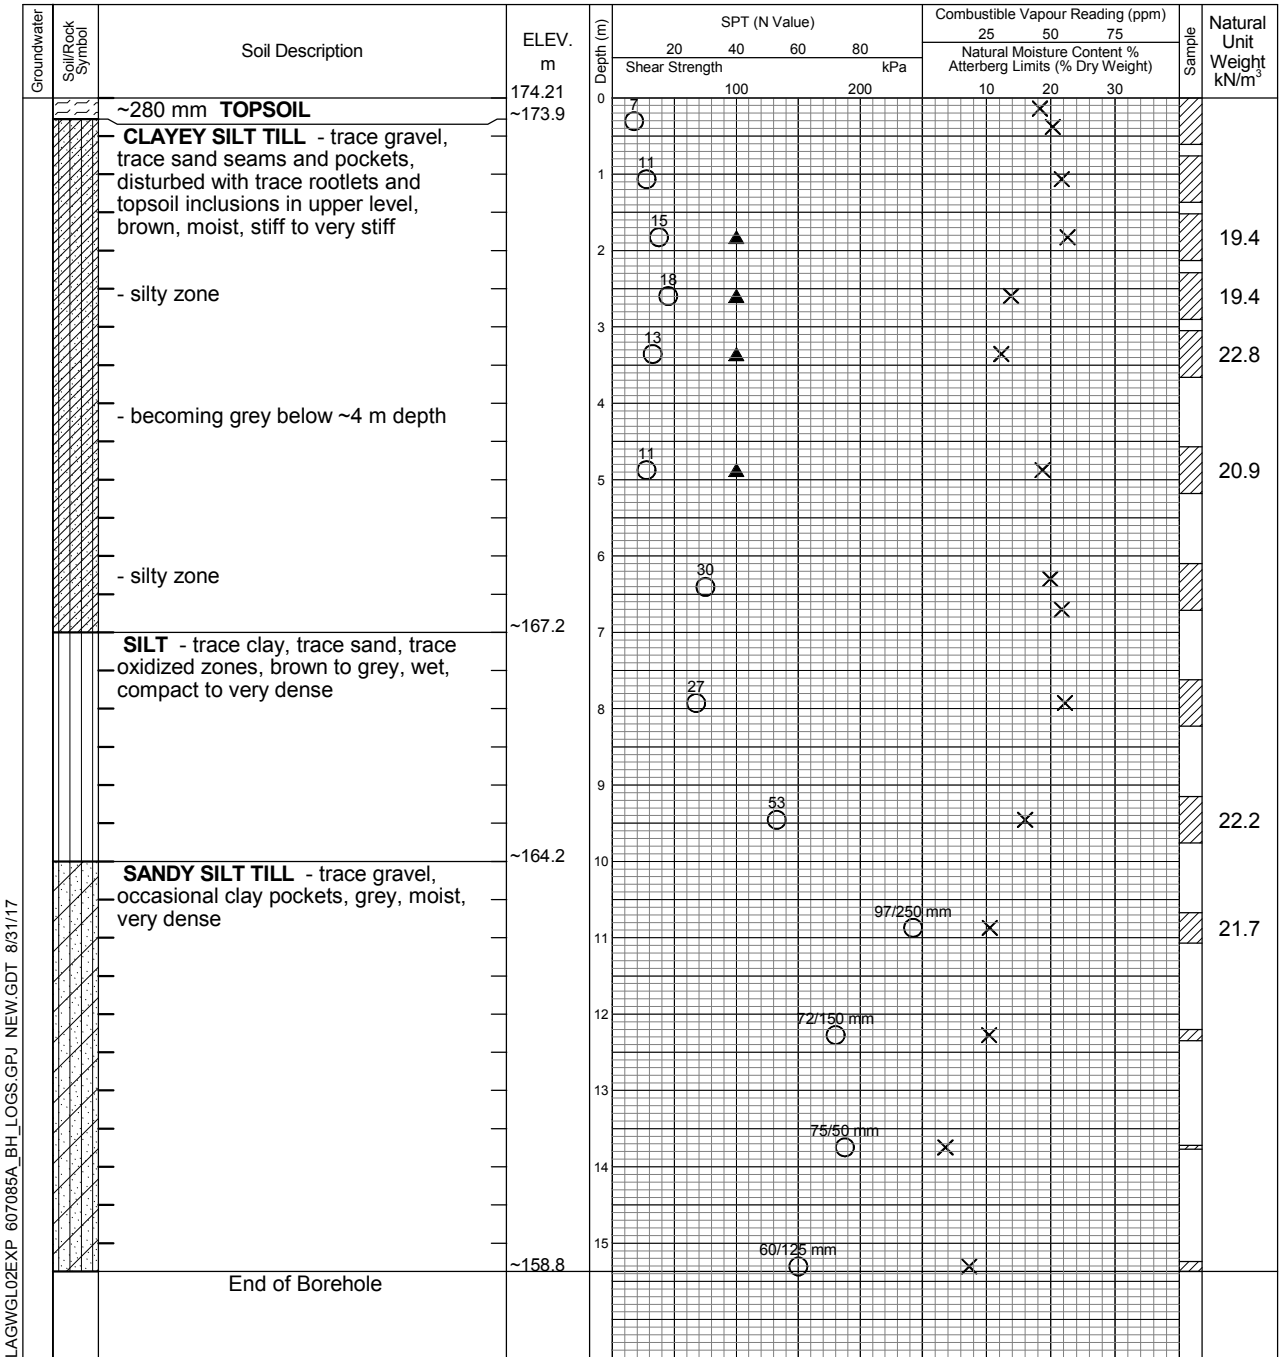 Groundwater
Soil/Rock
Symbol
Soil Description
ELEV.
m
174.21
Depth (m)
SPT (N Value)
20 40 60 80
Shear Strength kPa
100 200
Combustible Vapour Reading (ppm)
25 50 75
Natural Moisture Content %
Atterberg Limits (% Dry Weight)
10 20 30
Sample
Natural
Unit
Weight
kN/m3
~280 mm TOPSOIL
~173.9
0
7
CLAYEY SILT TILL - trace gravel,
trace sand seams and pockets,
disturbed with trace rootlets and
topsoil inclusions in upper level,
brown, moist, stiff to very stiff
11
1
15
2
19.4
- silty zone
18
19.4
3
13
22.8
4
- becoming grey below ~4 m depth
11
5
20.9
6
- silty zone
30
~167.2
7
SILT - trace clay, trace sand, trace
oxidized zones, brown to grey, wet,
compact to very dense
27
8
9
53
22.2
~164.2
10
SANDY SILT TILL - trace gravel,
occasional clay pockets, grey, moist,
very dense
97/250 mm
11
21.7
12
72/150 mm
13
75/50 mm
14
15
60/125 mm
~158.8
End of Borehole
LAGWGL02EXP 607085A_BH_LOGS.GPJ NEW.GDT 8/31/17